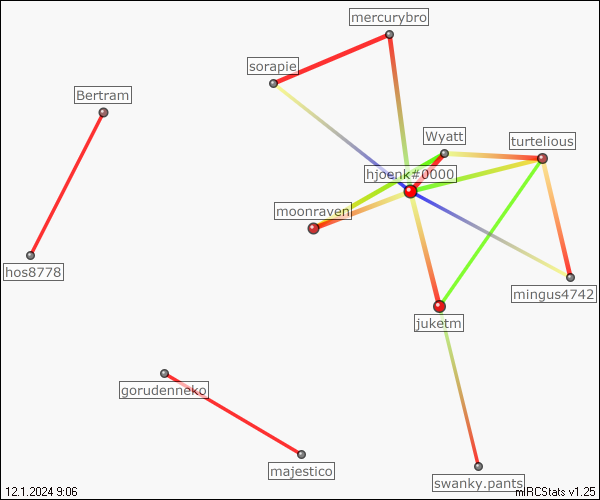 mercurybro
sorapie
Bertram
Wyatt
turtelious
hjoenk#0000
moonraven
hos8778
mingus4742
juketm
gorudenneko
majestico
swanky.pants
12.1.2024 9:06
mIRCStats v1.25